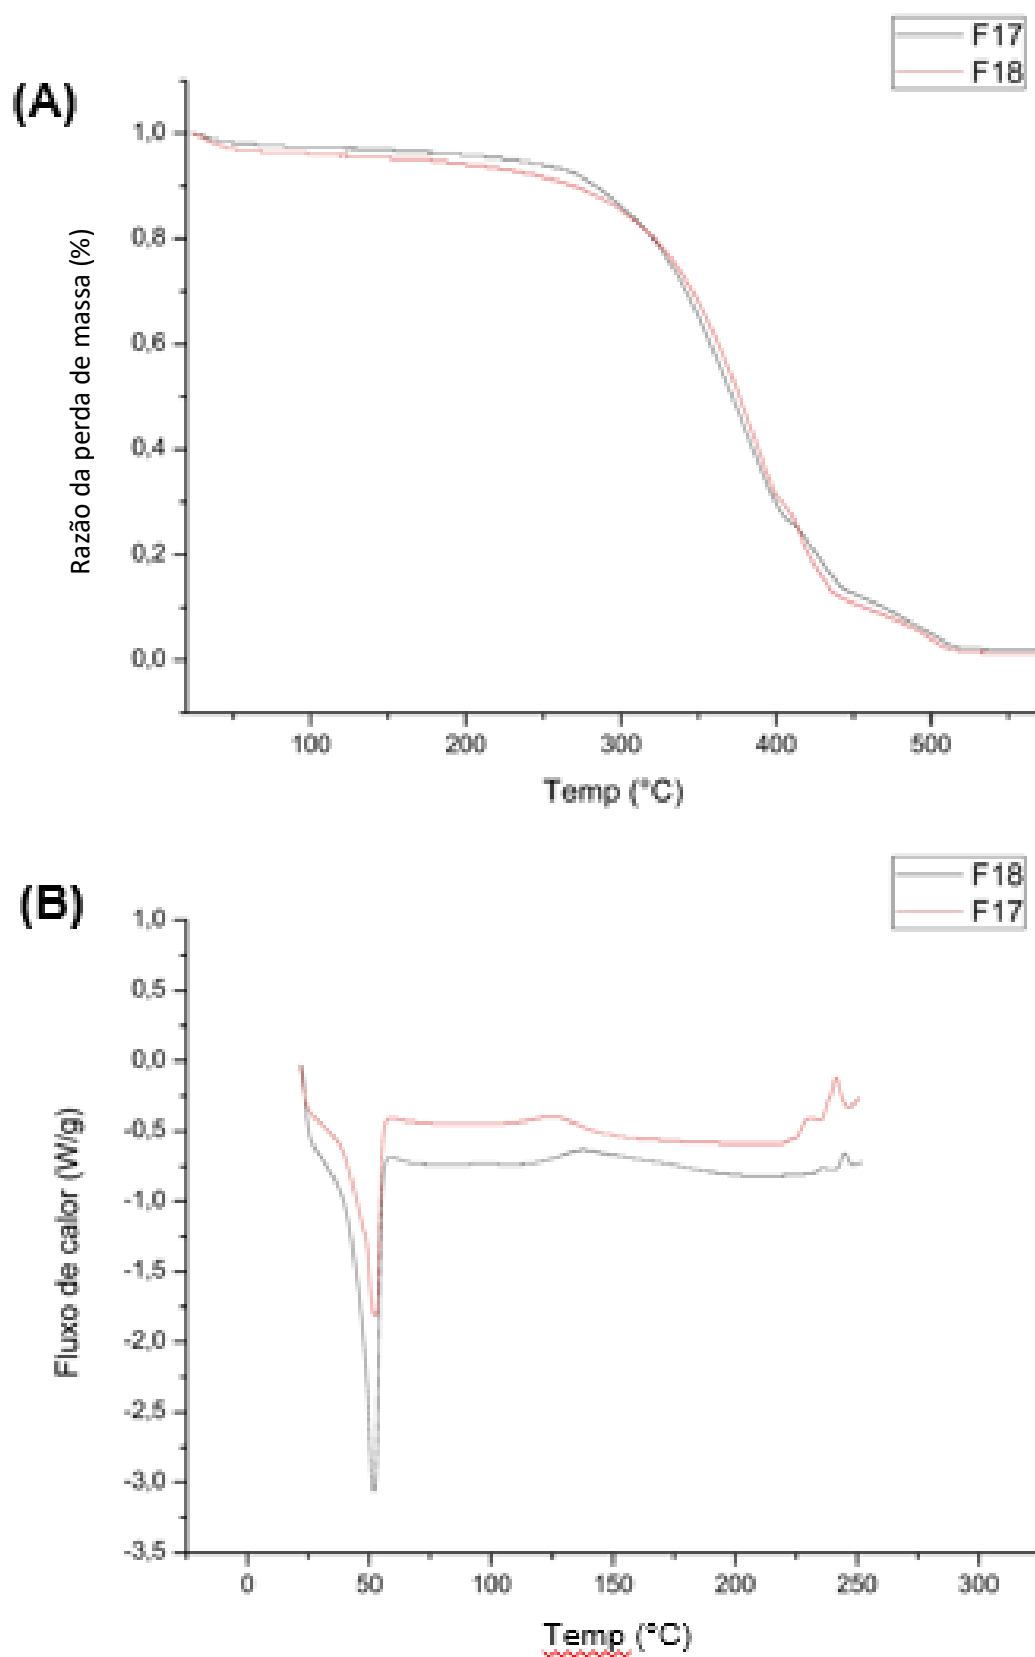 F17
F18
(A)
1,0
0,8
0,6
0,4
0,2
0,0
Razão da perda de massa (%)
100 200 300 400 500
Temp (°C)
F18
F17
(B)
1,0
0,5
0,0
-0,5
-1,0
-1,5
-2,0
-2,5
-3,0
-3,5
Fluxo de calor (W/g)
0 50 100 150 200 250 300
Temp (°C)